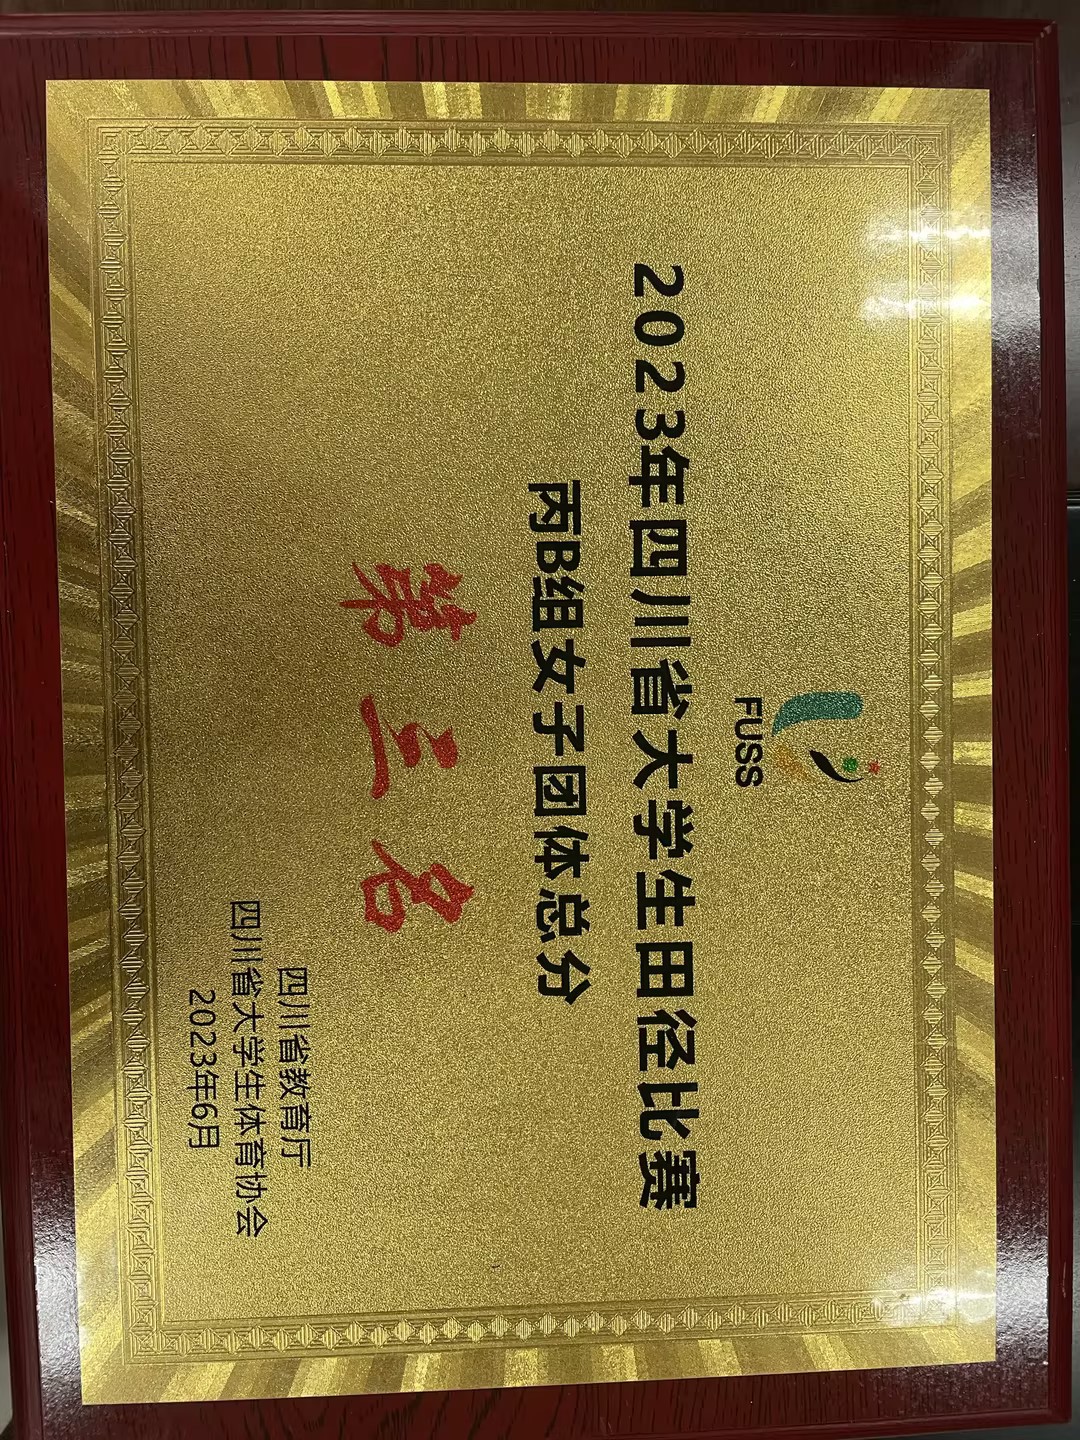 FUSS
2023年四川省大学生田径比赛
丙B组女子团体总分
第三名
四川省教育厅
四川省大学生体育协会
2023年6月